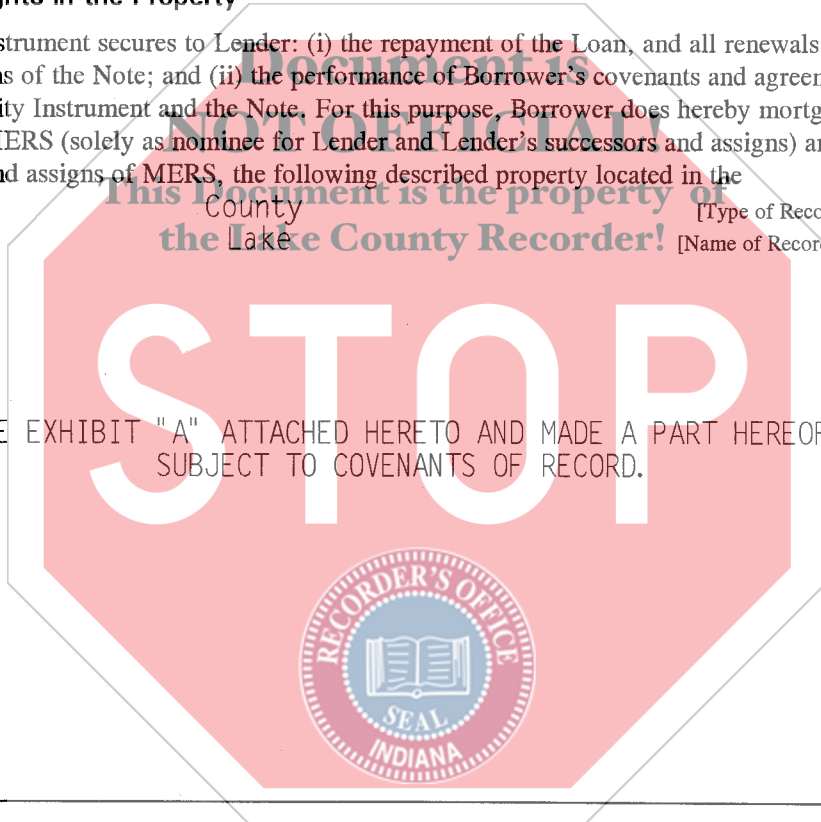 ghts in the Property
strument secures to Lender: (i) the repayment of the Loan, and all renewals
s of the Note; and (ii) the performance of Borrower's covenants and agreen
ity Instrument and the Note. For this purpose, Borrower does hereby mortg
IERS (solely as nominee for Lender and Lender's successors and assigns) an
nd assigns of MERS, the following described property located in the
County [Type of Reco
Lake [Name of Record
Document is
NOT OFFICIAL!
This Document is the property of
the Lake County Recorder!
STOP
E EXHIBIT "A" ATTACHED HERETO AND MADE A PART HEREOF
SUBJECT TO COVENANTS OF RECORD.
RECORDER'S OFFICE
SEAL
INDIANA